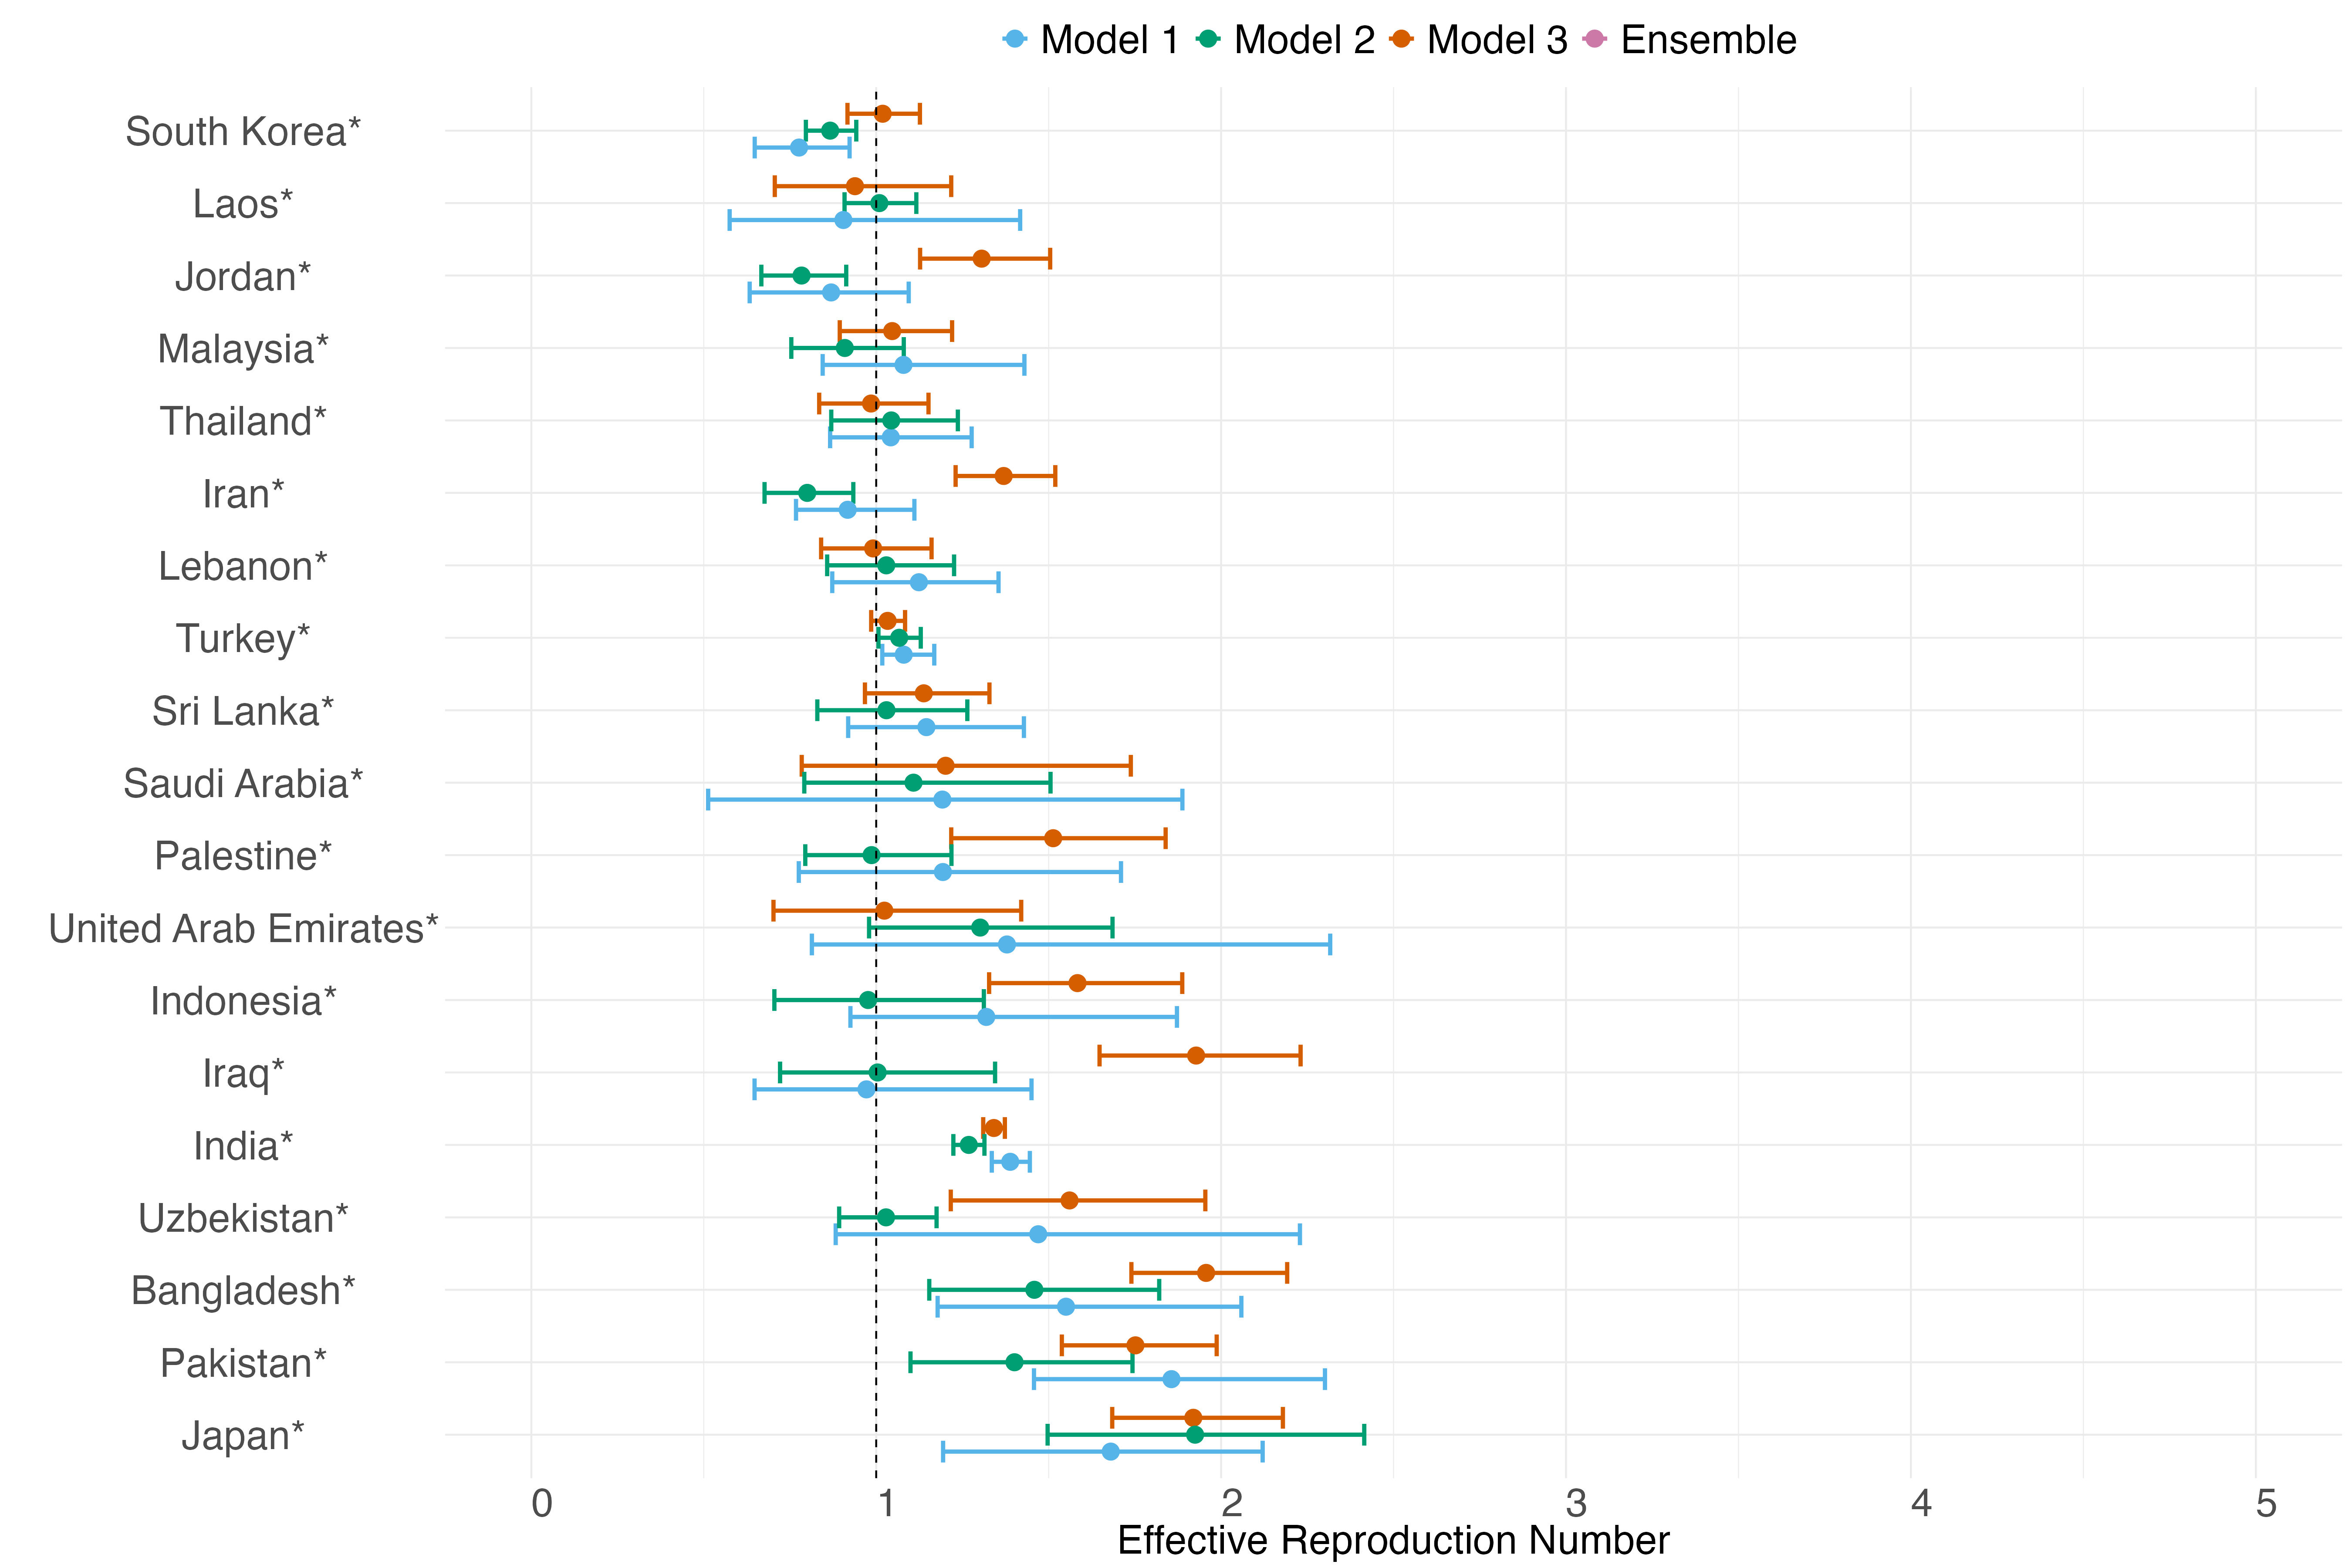 Model 1 Model 2 Model 3 Ensemble
South Korea*
Laos*
Jordan*
Malaysia*
Thailand*
Iran*
Lebanon*
Turkey*
Sri Lanka*
Saudi Arabia*
Palestine*
United Arab Emirates*
Indonesia*
Iraq*
India*
Uzbekistan*
Bangladesh*
Pakistan*
Japan*
0 1 2 3 4 5
Effective Reproduction Number